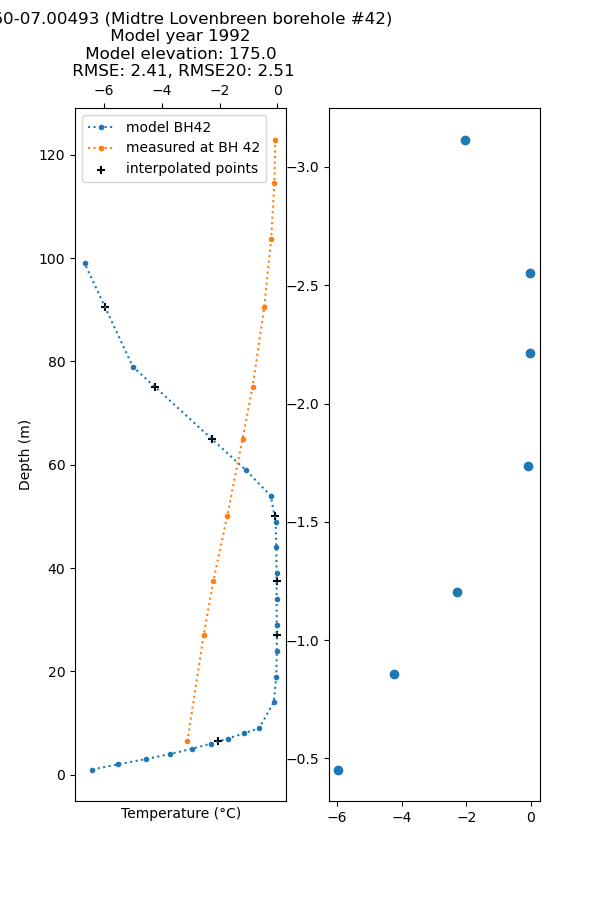 60-07.00493 (Midtre Lovenbreen borehole #42)
Model year 1992
Model elevation: 175.0
RMSE: 2.41, RMSE20: 2.51
−6 −4 −2 0
model BH42
measured at BH 42
interpolated points
120
100
80
60
40
20
0
Depth (m)
Temperature (°C)
−3.0
−2.5
−2.0
−1.5
−1.0
−0.5
−6 −4 −2 0